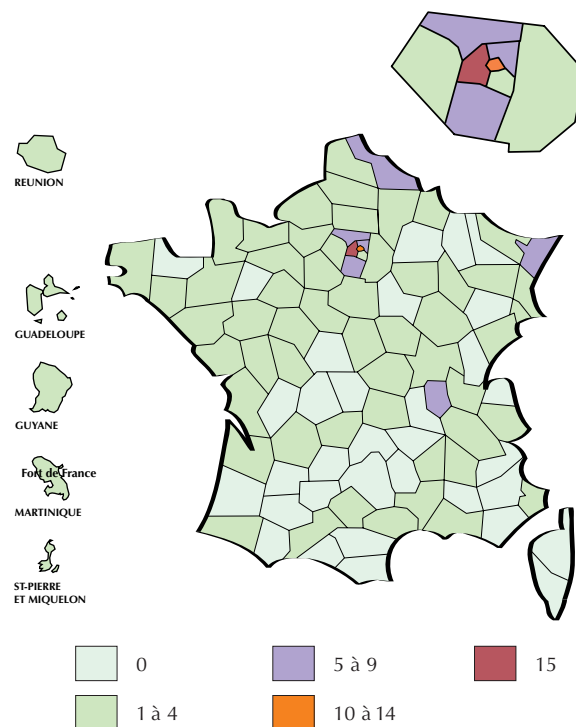 REUNION
GUADELOUPE
GUYANE
Fort de France
MARTINIQUE
ST-PIERRE
ET MIQUELON
0
5 à 9
15
1 à 4
10 à 14